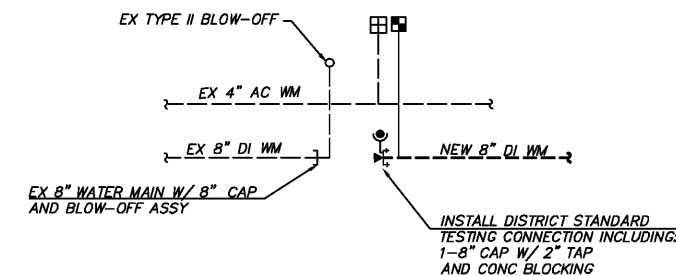 EX TYPE II BLOW-OFF
EX 4" AC WM
EX 8" DI WM
NEW 8" DI WM
EX 8" WATER MAIN W/ 8" CAP
AND BLOW-OFF ASSY
INSTALL DISTRICT STANDARD
TESTING CONNECTION INCLUDING:
1-8" CAP W/ 2" TAP
AND CONC BLOCKING